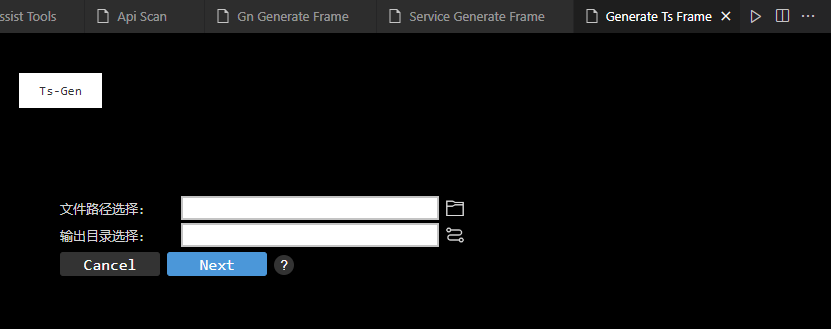 ssist Tools Api Scan Gn Generate Frame Service Generate Frame Generate Ts Frame
Ts-Gen
文件路径选择：
输出目录选择：
Cancel Next ?